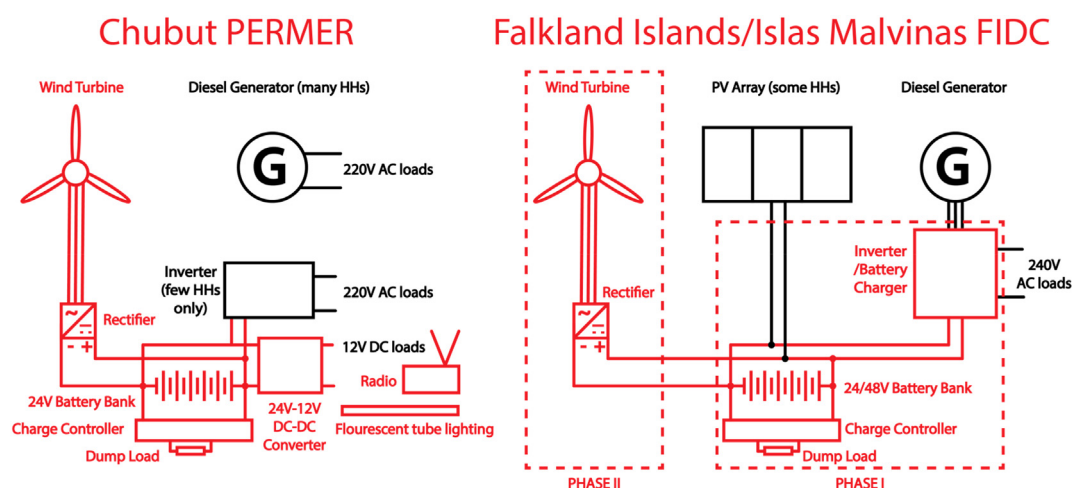 Chubut PERMER
Wind Turbine
Diesel Generator (many HHs)
G
220V AC loads
Inverter
(few HHs
only)
220V AC loads
~
Rectifier
- +
12V DC loads
Radio
24V Battery Bank
24V-12V
DC-DC
Converter
Flourescent tube lighting
Charge Controller
Dump Load
Falkland Islands/Islas Malvinas FIDC
Wind Turbine
PV Array (some HHs)
Diesel Generator
G
Inverter
/Battery
Charger
240V
AC loads
~
Rectifier
- +
24/48V Battery Bank
Charge Controller
Dump Load
PHASE II
PHASE I